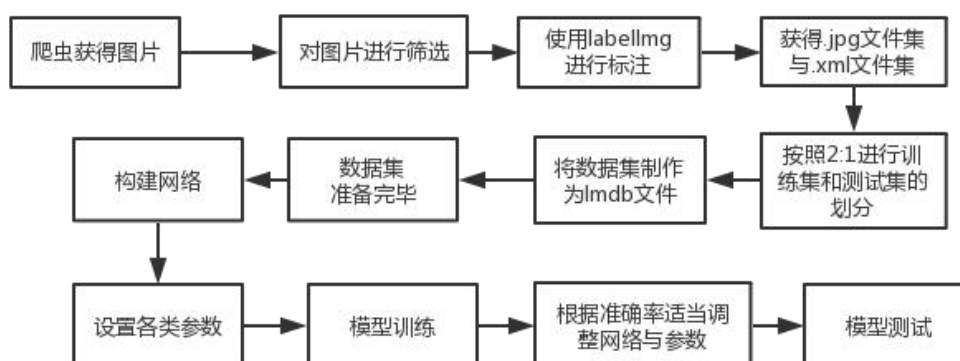 爬虫获得图片
对图片进行筛选
使用labelImg
进行标注
获得.jpg文件集
与.xml文件集
按照2:1进行训
练集和测试集的
划分
将数据集制作
为lmdb文件
数据集
准备完毕
构建网络
设置各类参数
模型训练
根据准确率适当调
整网络与参数
模型测试